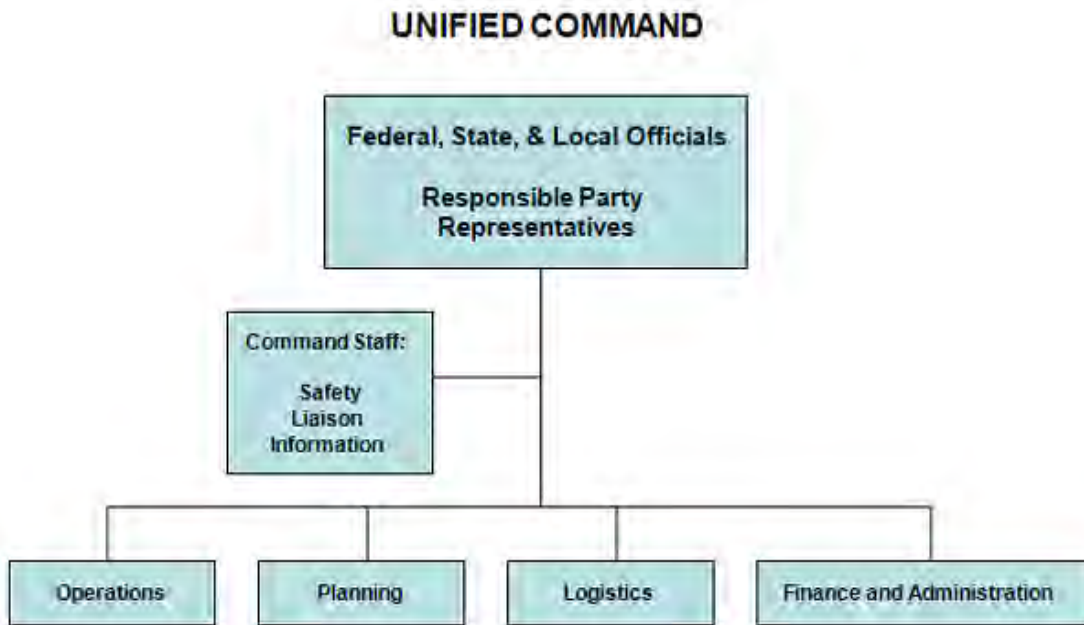 UNIFIED COMMAND
Federal, State, & Local Officials
Responsible Party
Representatives
Command Staff:
Safety
Liaison
Information
Operations
Planning
Logistics
Finance and Administration